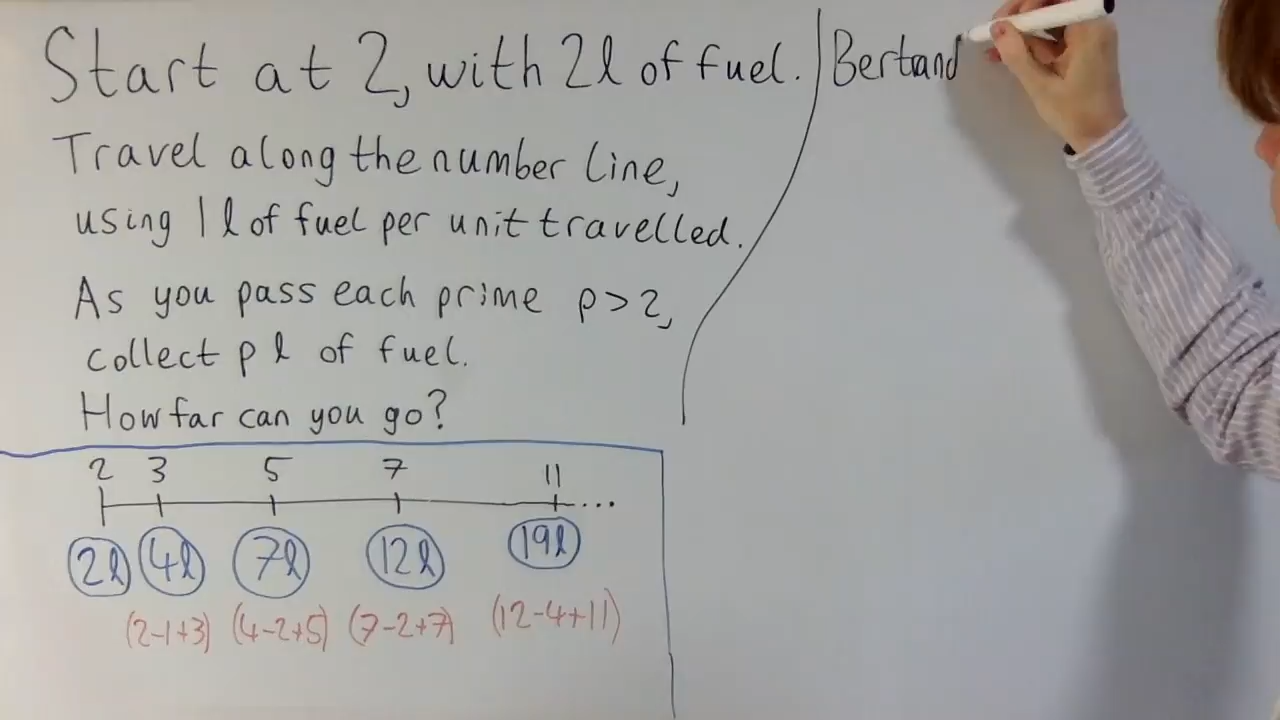 Start at 2, with 2l of fuel.
Travel along the number line,
using 1l of fuel per unit travelled.
As you pass each prime p>2,
collect p l of fuel.
How far can you go?
2 3 5 7 11 ...
2l 4l 7l 12l 19l
(2-1+3) (4-2+5) (7-2+7) (12-4+11)
Bertand